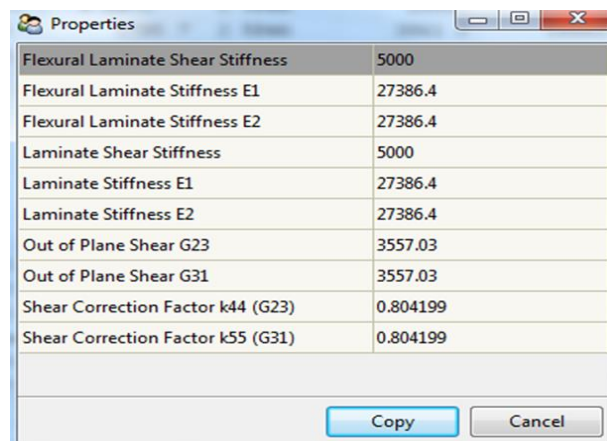 Properties
Flexural Laminate Shear Stiffness 5000
Flexural Laminate Stiffness E1 27386.4
Flexural Laminate Stiffness E2 27386.4
Laminate Shear Stiffness 5000
Laminate Stiffness E1 27386.4
Laminate Stiffness E2 27386.4
Out of Plane Shear G23 3557.03
Out of Plane Shear G31 3557.03
Shear Correction Factor k44 (G23) 0.804199
Shear Correction Factor k55 (G31) 0.804199
Copy Cancel